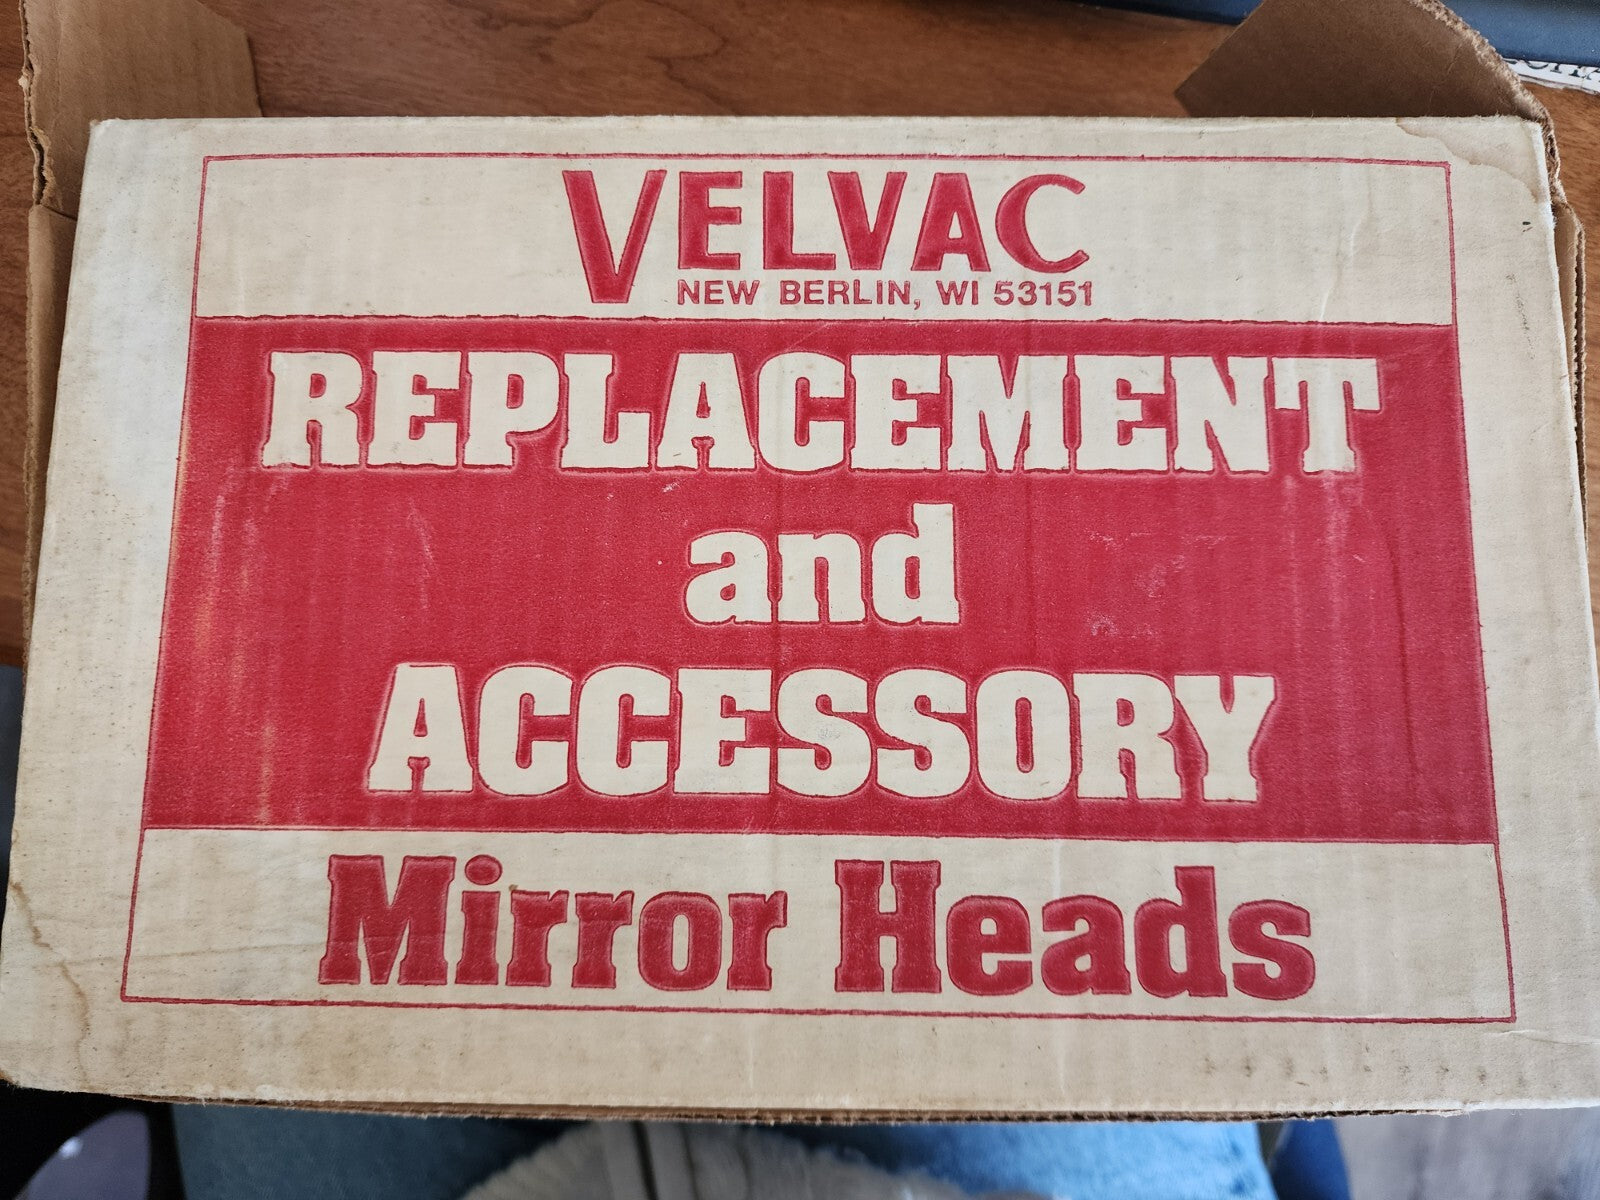 VELVAC
NEW BERLIN, WI 53151
REPLACEMENT
and
ACCESSORY
Mirror Heads